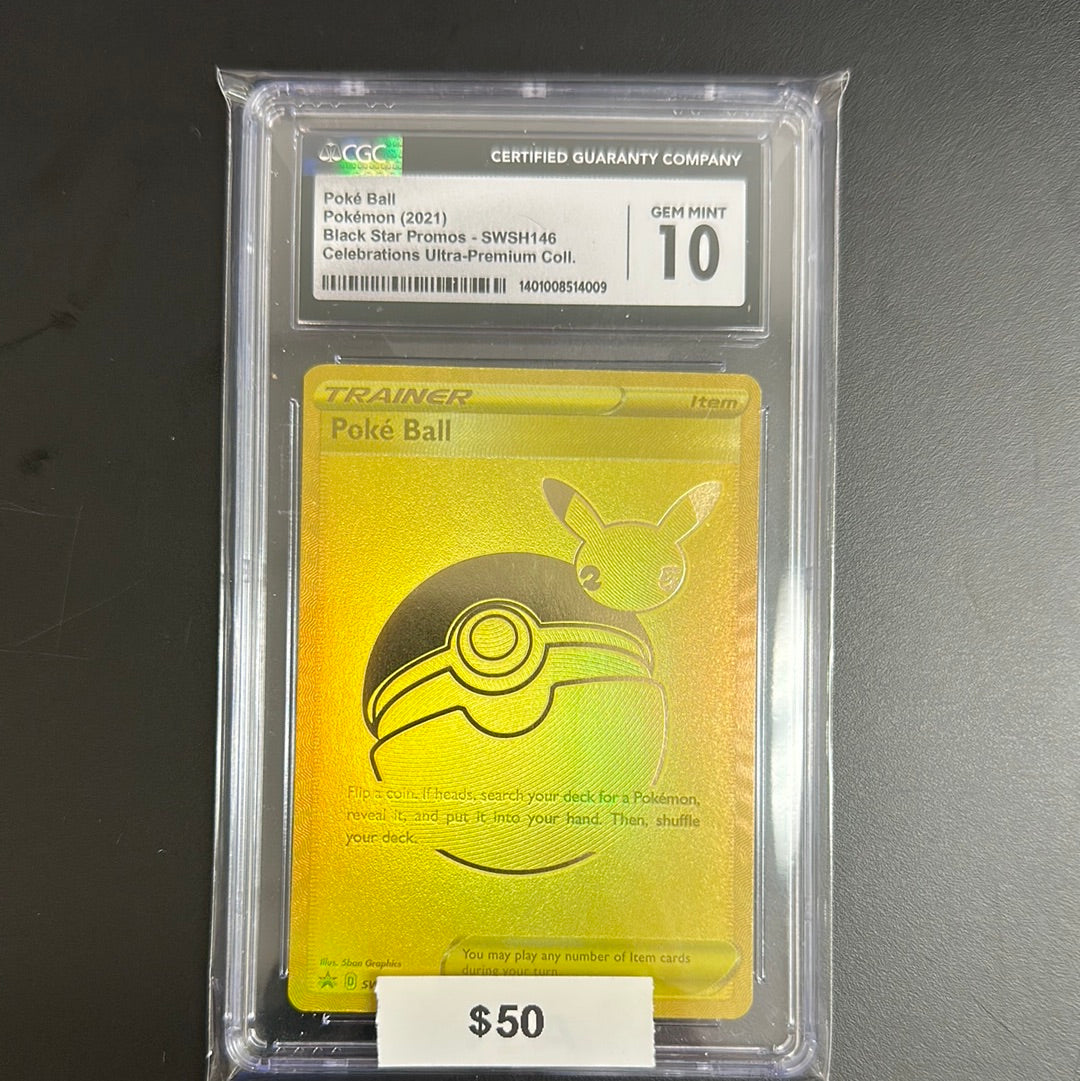 CGC
CERTIFIED GUARANTY COMPANY
Poké Ball
Pokémon (2021)
Black Star Promos - SWSH146
Celebrations Ultra-Premium Coll.
1401008514009
GEM MINT
10
TRAINER
Item
Poké Ball
25
Flip a coin. If heads, search your deck for a Pokémon,
reveal it, and put it into your hand. Then, shuffle
your deck.
You may play any number of Item cards
during your turn.
Illus. 5ban Graphics
D
$50